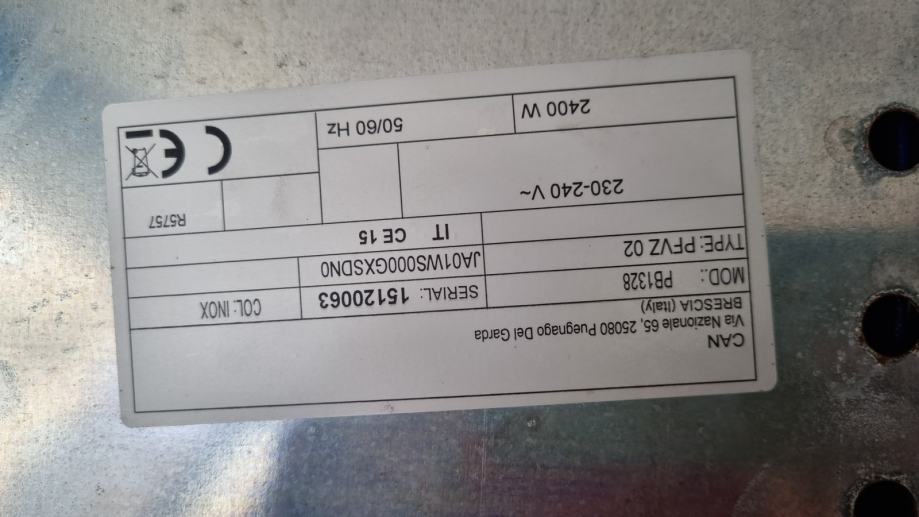 CAN
Via Nazionale 65, 25080 Puegnago Del Garda
BRESCIA (Italy)
MOD.: PB1328
SERIAL: 15120063
COL: INOX
TYPE: PFVZ 02
JA01WS000GXSDN0
IT CE 15
230-240 V~
R5757
2400 W
50/60 Hz
CE